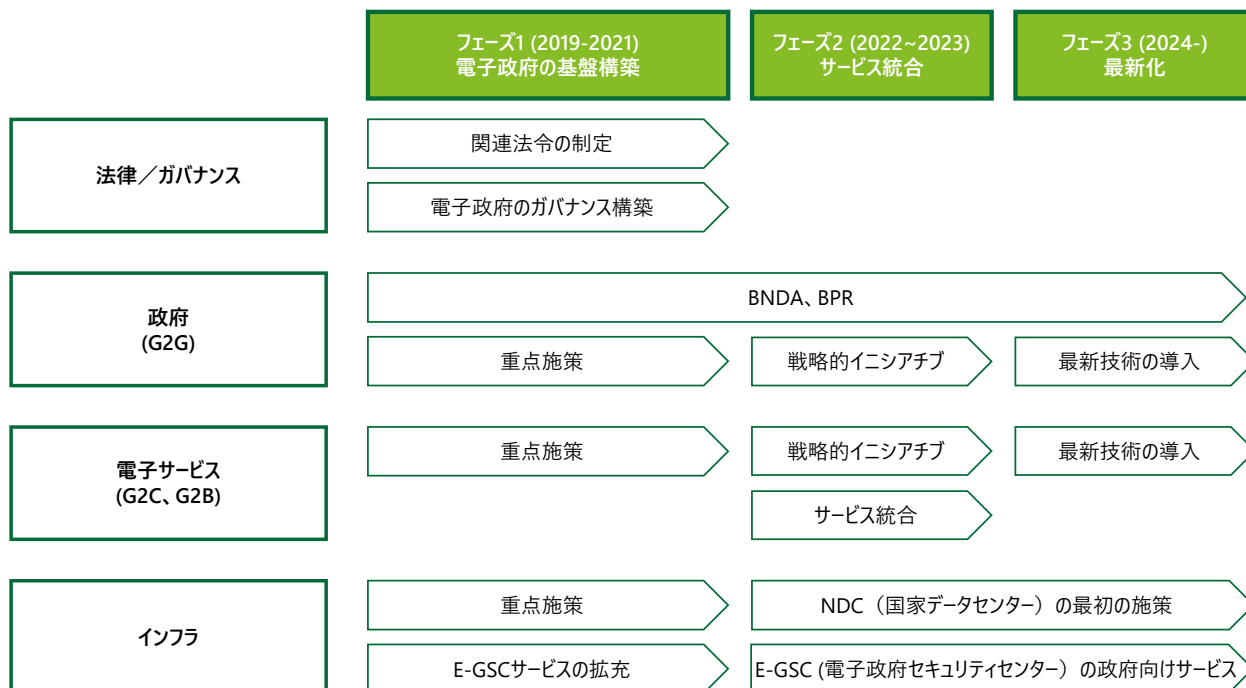 フェーズ1 (2019-2021)
電子政府の基盤構築
フェーズ2 (2022~2023)
サービス統合
フェーズ3 (2024-)
最新化
法律／ガバナンス
関連法令の制定
電子政府のガバナンス構築
政府
(G2G)
BNDA、BPR
重点施策
戦略的イニシアチブ
最新技術の導入
電子サービス
(G2C、G2B)
重点施策
戦略的イニシアチブ
最新技術の導入
サービス統合
インフラ
重点施策
NDC（国家データセンター）の最初の施策
E-GSCサービスの拡充
E-GSC (電子政府セキュリティセンター）の政府向けサービス